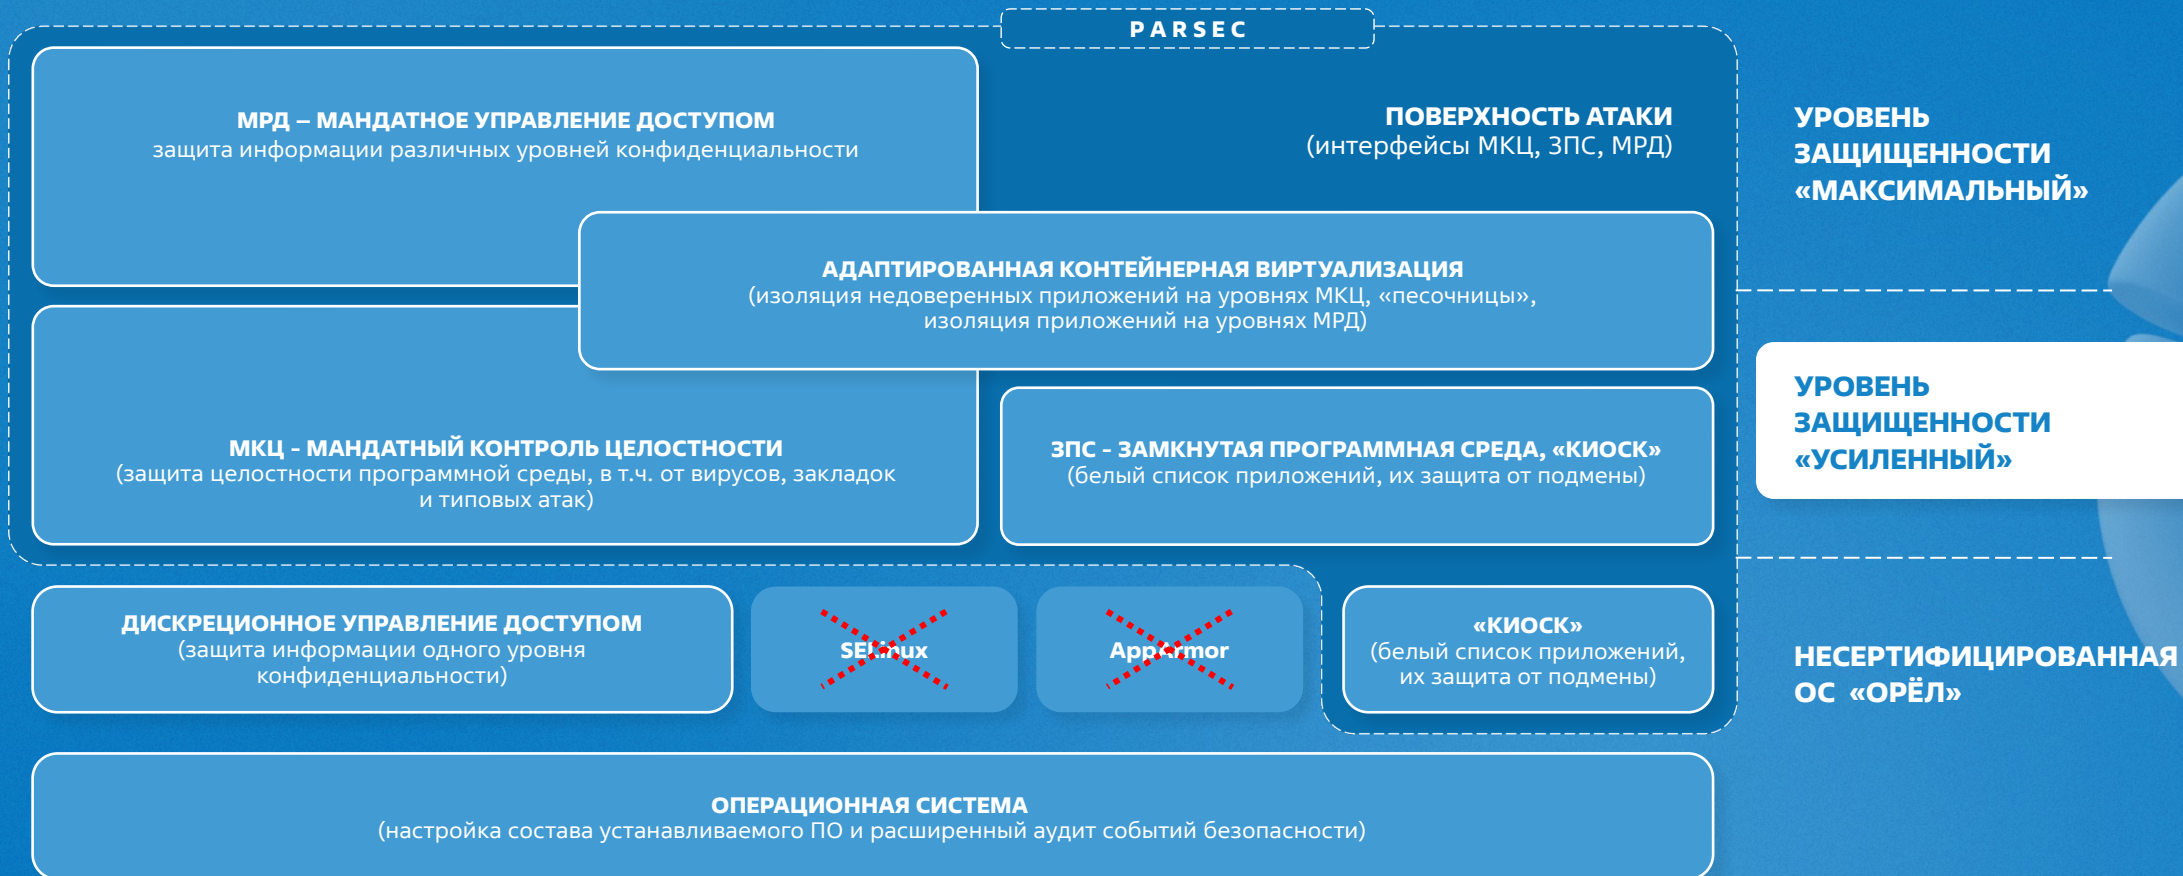 PARSEC
МРД – МАНДАТНОЕ УПРАВЛЕНИЕ ДОСТУПОМ
защита информации различных уровней конфиденциальности
ПОВЕРХНОСТЬ АТАКИ
(интерфейсы МКЦ, ЗПС, МРД)
УРОВЕНЬ
ЗАЩИЩЕННОСТИ
«МАКСИМАЛЬНЫЙ»
АДАПТИРОВАННАЯ КОНТЕЙНЕРНАЯ ВИРТУАЛИЗАЦИЯ
(изоляция недоверенных приложений на уровнях МКЦ, «песочницы»,
изоляция приложений на уровнях МРД)
МКЦ – МАНДАТНЫЙ КОНТРОЛЬ ЦЕЛОСТНОСТИ
(защита целостности программной среды, в т.ч. от вирусов, закладок
и типовых атак)
ЗПС – ЗАМКНУТАЯ ПРОГРАММНАЯ СРЕДА, «КИОСК»
(белый список приложений, их защита от подмены)
УРОВЕНЬ
ЗАЩИЩЕННОСТИ
«УСИЛЕННЫЙ»
ДИСКРЕЦИОННОЕ УПРАВЛЕНИЕ ДОСТУПОМ
(защита информации одного уровня
конфиденциальности)
SELinux
AppArmor
«КИОСК»
(белый список приложений,
их защита от подмены)
НЕСЕРТИФИЦИРОВАННАЯ
ОС «ОРЁЛ»
ОПЕРАЦИОННАЯ СИСТЕМА
(настройка состава устанавливаемого ПО и расширенный аудит событий безопасности)